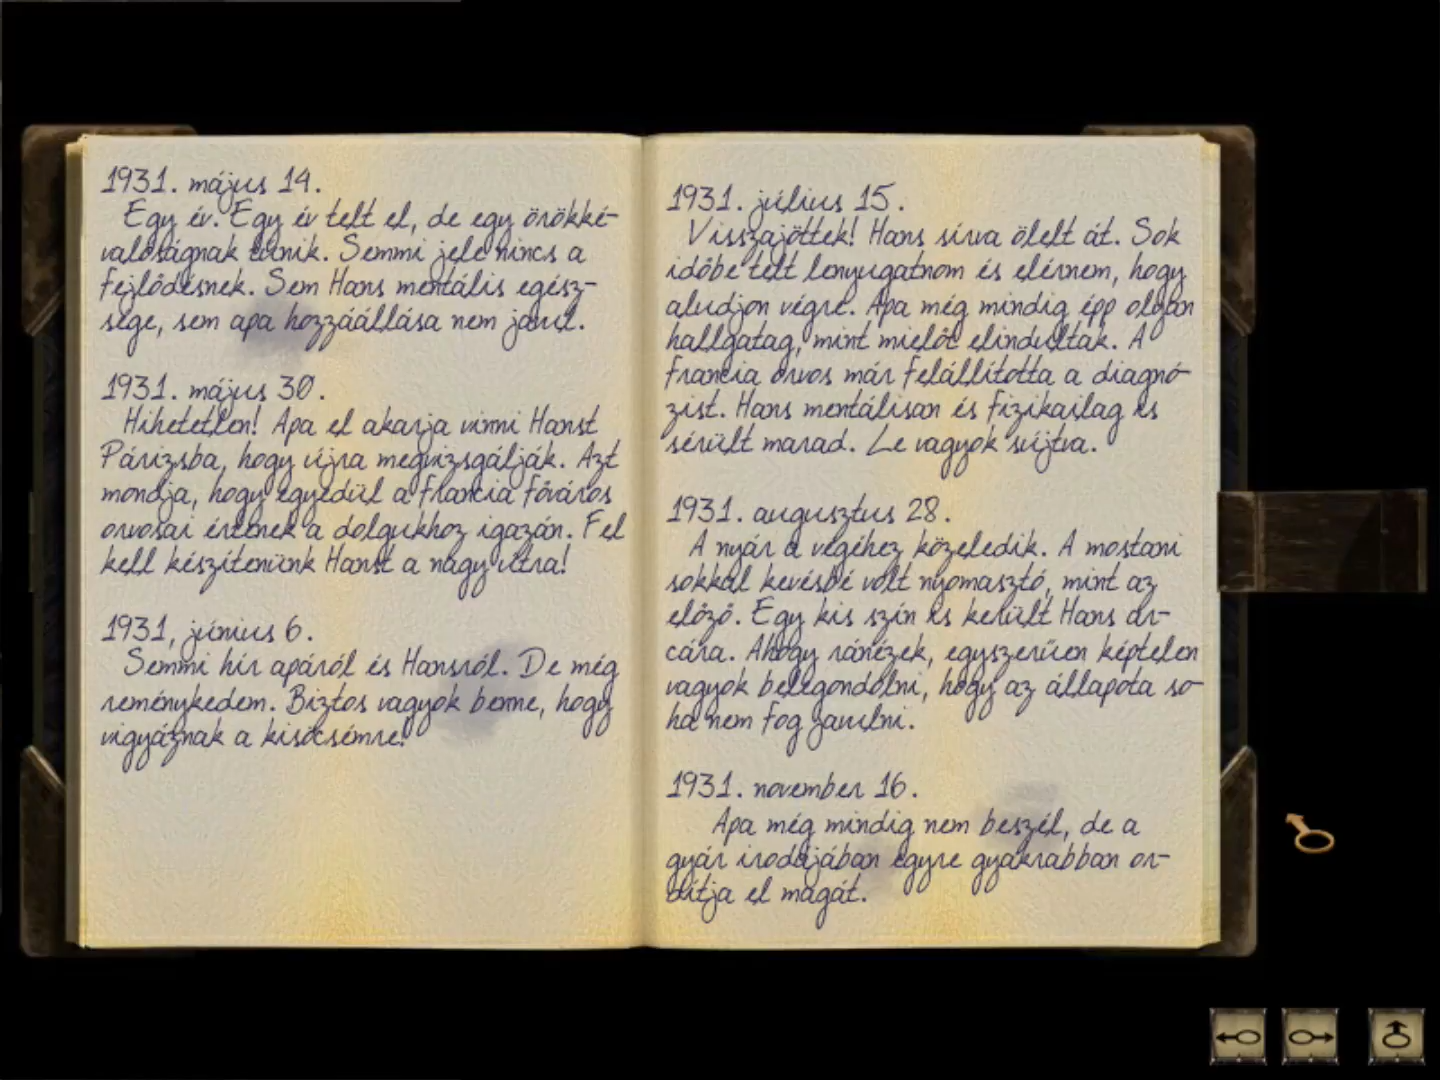 1931. május 14.
Egy év. Egy év telt el, de egy örökké-
valóságnak tűnik. Semmi jele nincs a
fejlődésnek. Sem Hans mentális egész-
sége, sem apa hozzáállása nem javul.
1931. május 30.
Hihetetlen! Apa el akarja vinni Hanst
Párizsba, hogy újra megvizsgálják. Azt
mondja, hogy egyedül a francia főváros
orvosai értenek a dolgukhoz igazán. Fel
kell készítenünk Hanst a nagy útra!
1931, június 6.
Semmi hír apáról és Hansról. De még
reménykedem. Biztos vagyok benne, hogy
vigyáznak a kisöcsémre!
1931. július 15.
Visszajöttek! Hans sírva ölelt át. Sok
időbe telt lenyugatnom és elérnem, hogy
aludjon végre. Apa még mindig épp olyan
hallgatag, mint mielőt elindultak. A
francia orvos már felállította a diagnó-
zist. Hans mentálisan és fizikailag is
sérült marad. Le vagyok sújtva.
1931. augusztus 28.
A nyár a végéhez közeledik. A mostani
sokkal kevésbé volt nyomasztó, mint az
előző. Egy kis szín is került Hans ar-
cára. Ahogy ránézek, egyszerűen képtelen
vagyok belegondolni, hogy az állapota so-
ha nem fog javulni.
1931. november 16.
Apa még mindig nem beszél, de a
gyár irodájában egyre gyakrabban or-
dítja el magát.